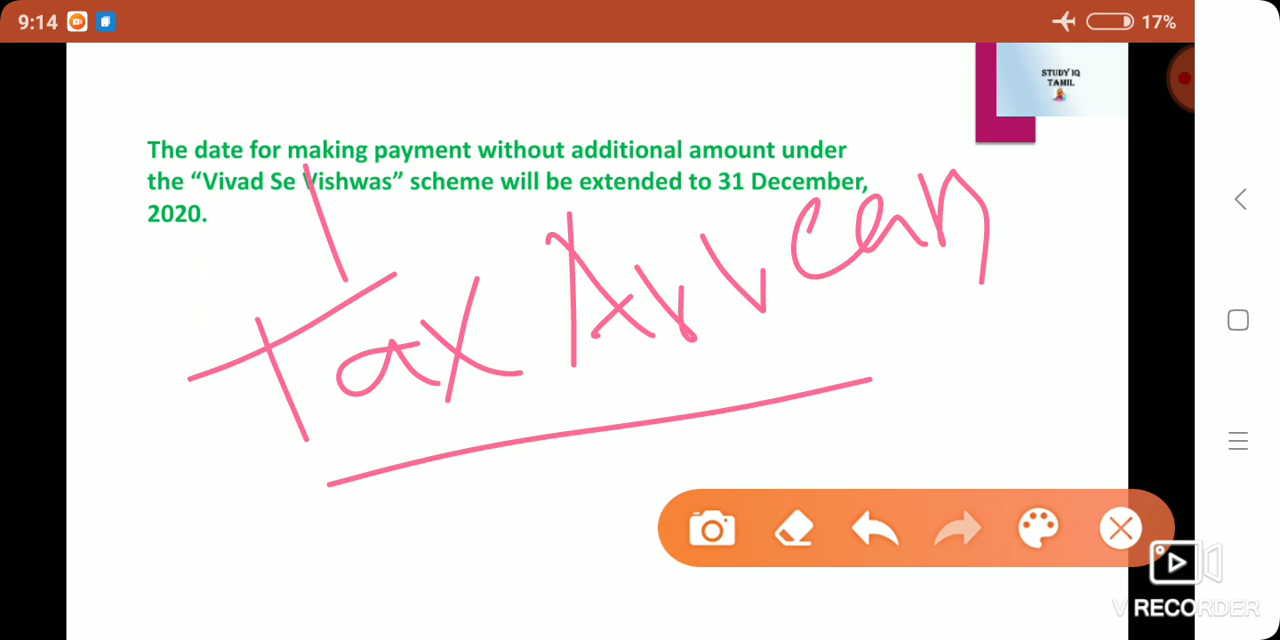 9:14
17%
STUDY IQ
TAMIL
The date for making payment without additional amount under
the “Vivad Se Vishwas” scheme will be extended to 31 December,
2020.
Tax
V RECORDER